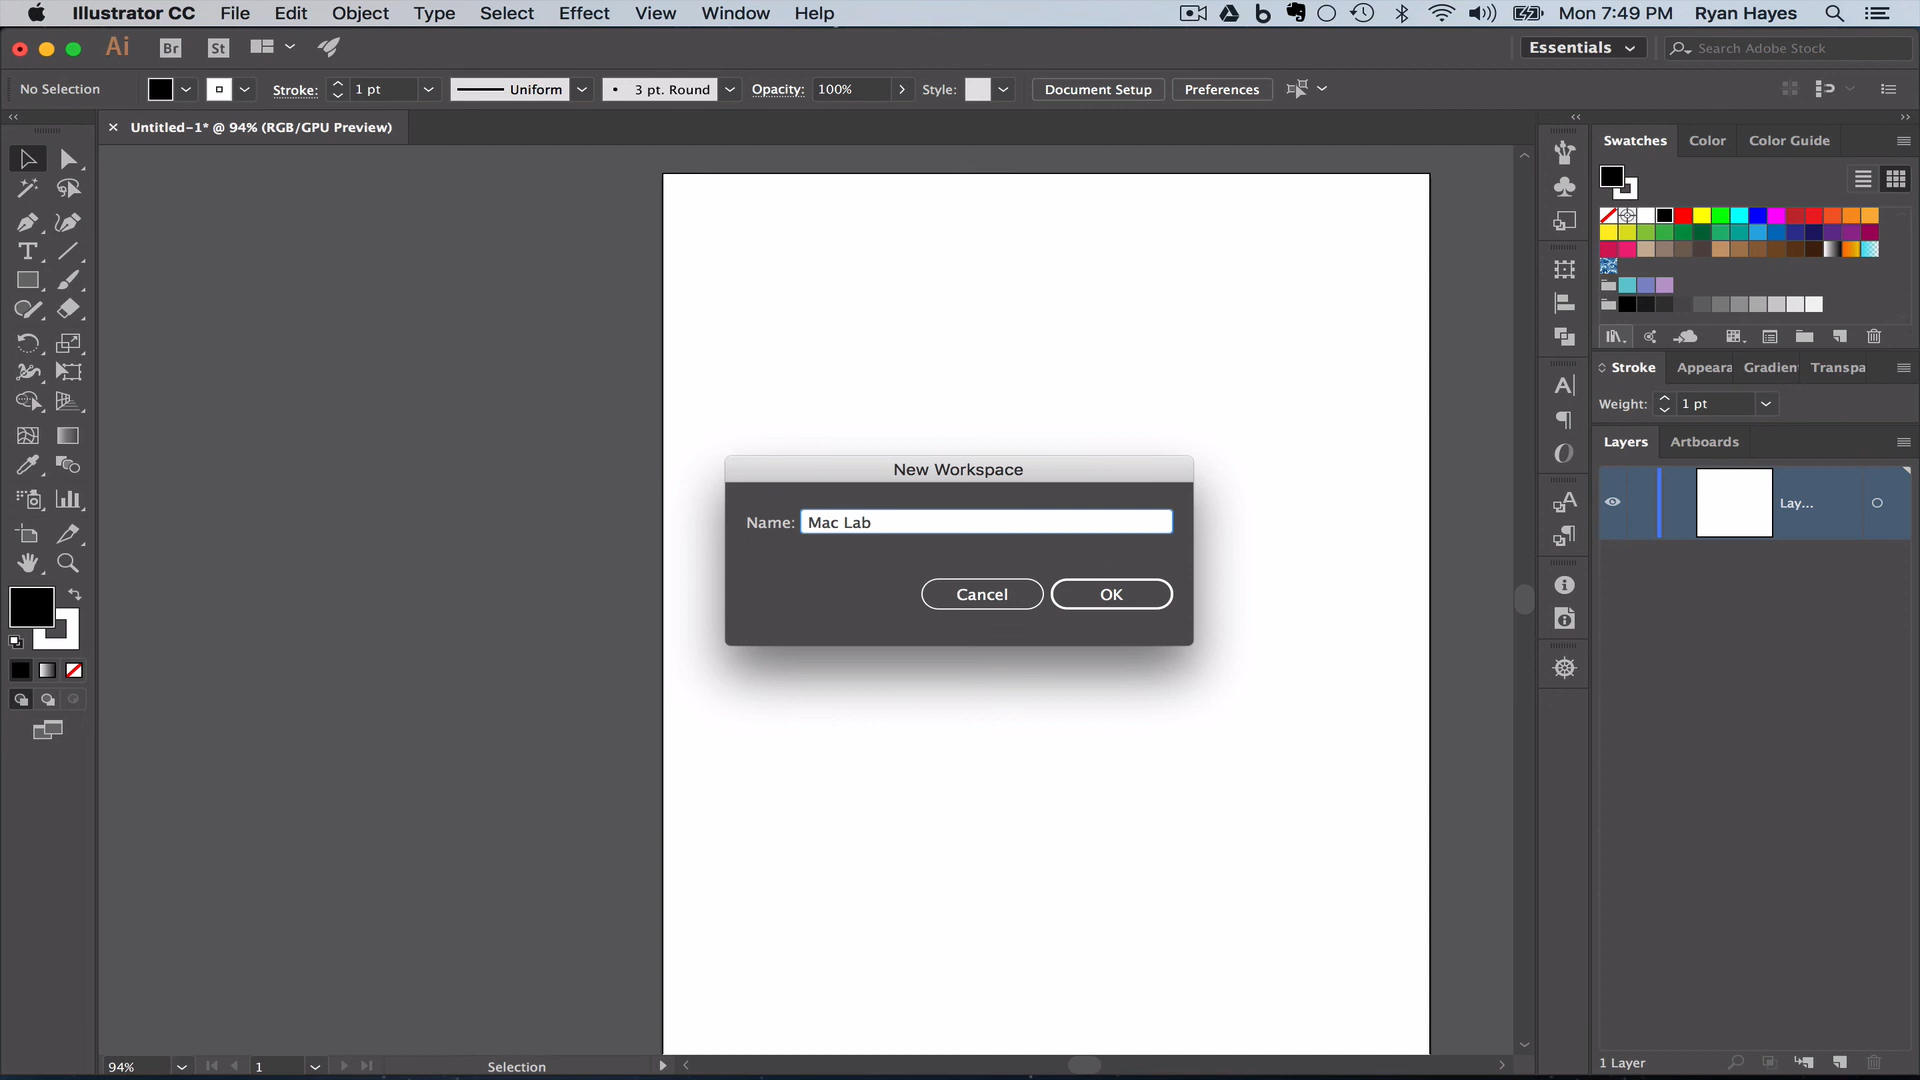 Illustrator CC File Edit Object Type Select Effect View Window Help Mon 7:49 PM Ryan Hayes
Ai Br St Essentials Search Adobe Stock
No Selection Stroke: 1 pt Uniform 3 pt. Round Opacity: 100% Style: Document Setup Preferences
Untitled-1* @ 94% (RGB/GPU Preview)
Swatches Color Color Guide
Stroke Appeara Gradien Transpa
Weight: 1 pt
Layers Artboards
Lay...
New Workspace
Name: Mac Lab
Cancel OK
94% 1 Selection 1 Layer